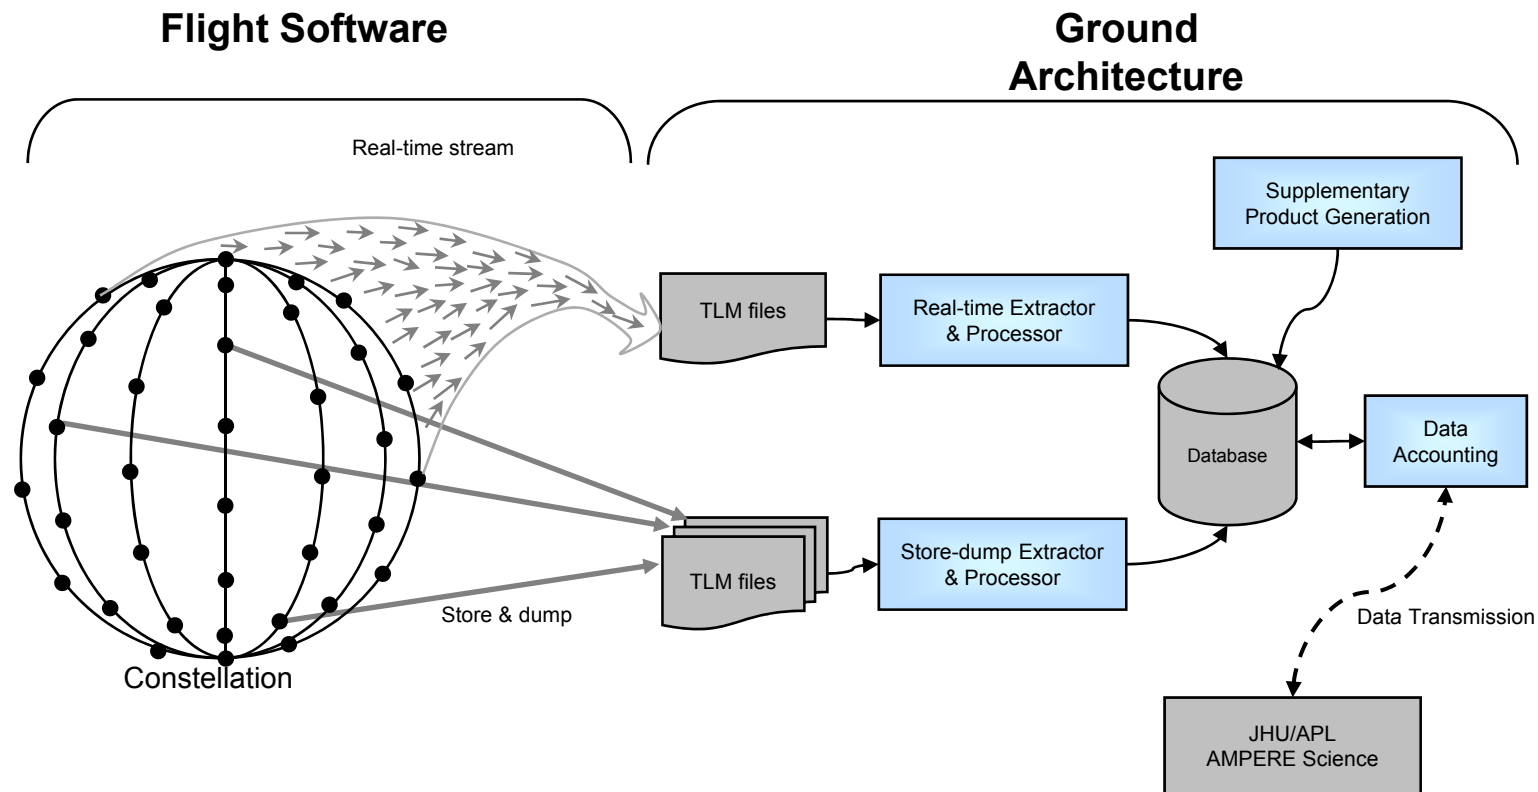 Flight Software
Ground
Architecture
Real-time stream
Supplementary
Product Generation
TLM files
Real-time Extractor
& Processor
Database
Data
Accounting
TLM files
Store-dump Extractor
& Processor
Store & dump
Data Transmission
Constellation
JHU/APL
AMPERE Science